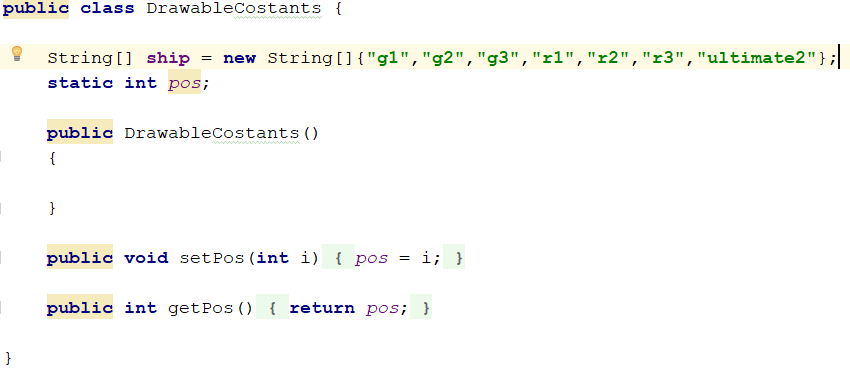 public class DrawableCostants {
String[] ship = new String[]{"g1","g2","g3","r1","r2","r3","ultimate2"};
static int pos;
public DrawableCostants()
{
}
public void setPos(int i) { pos = i; }
public int getPos() { return pos; }
}